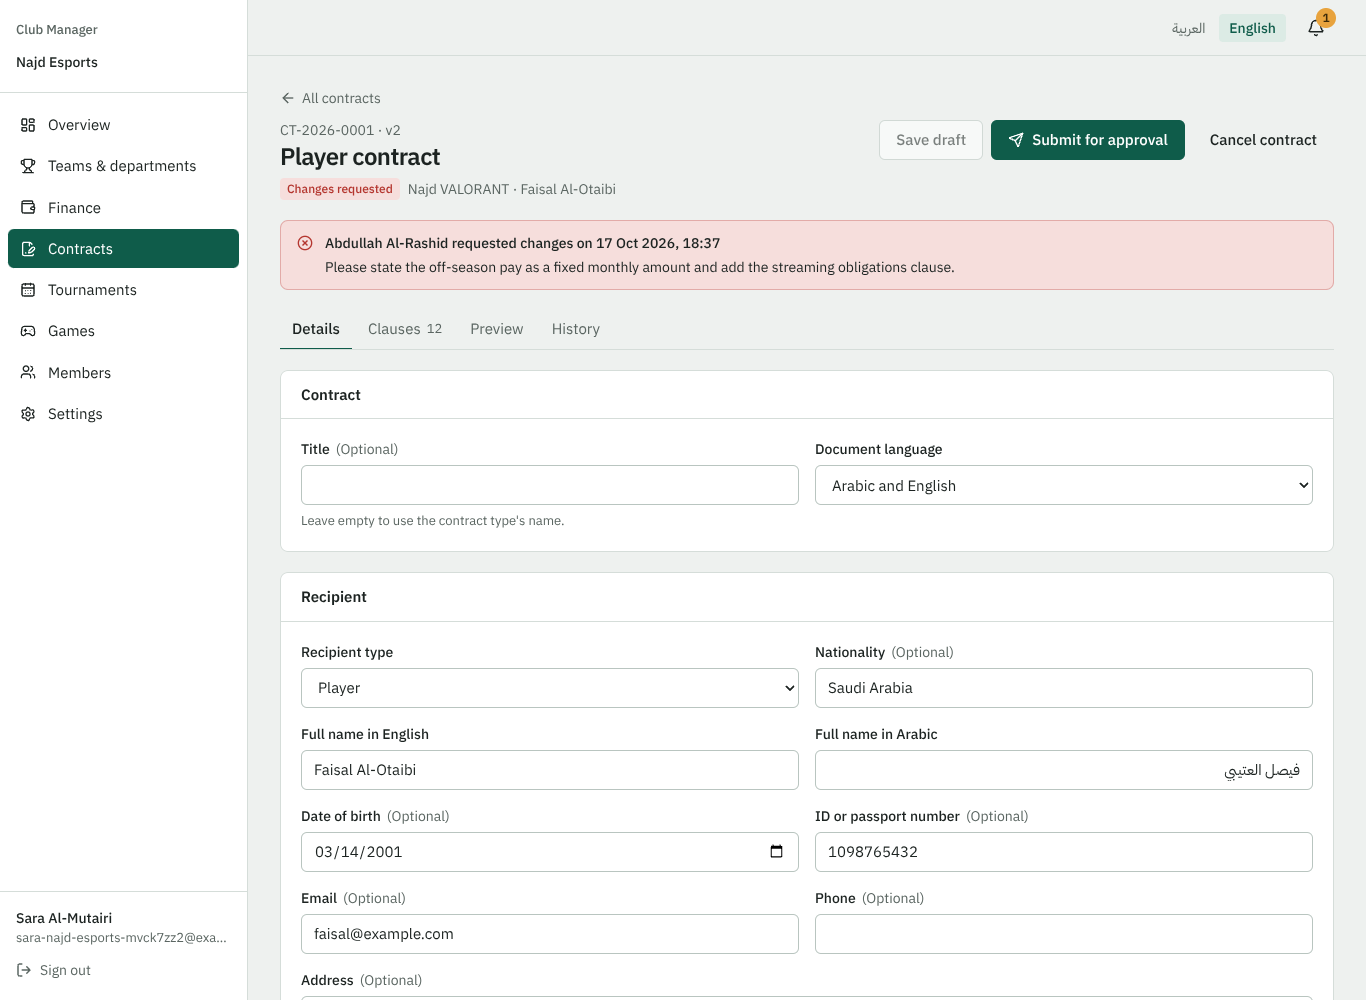 Club Manager
Najd Esports
Overview
Teams & departments
Finance
Contracts
Tournaments
Games
Members
Settings
Sara Al-Mutairi
sara-najd-esports-mvck7zz2@exa...
Sign out
العربية
English
1
All contracts
CT-2026-0001 · v2
Player contract
Changes requested
Najd VALORANT · Faisal Al-Otaibi
Save draft
Submit for approval
Cancel contract
Abdullah Al-Rashid requested changes on 17 Oct 2026, 18:37
Please state the off-season pay as a fixed monthly amount and add the streaming obligations clause.
Details
Clauses 12
Preview
History
Contract
Title (Optional)
Leave empty to use the contract type's name.
Document language
Arabic and English
Recipient
Recipient type
Player
Nationality (Optional)
Saudi Arabia
Full name in English
Faisal Al-Otaibi
Full name in Arabic
فيصل العتيبي
Date of birth (Optional)
03/14/2001
ID or passport number (Optional)
1098765432
Email (Optional)
faisal@example.com
Phone (Optional)
Address (Optional)